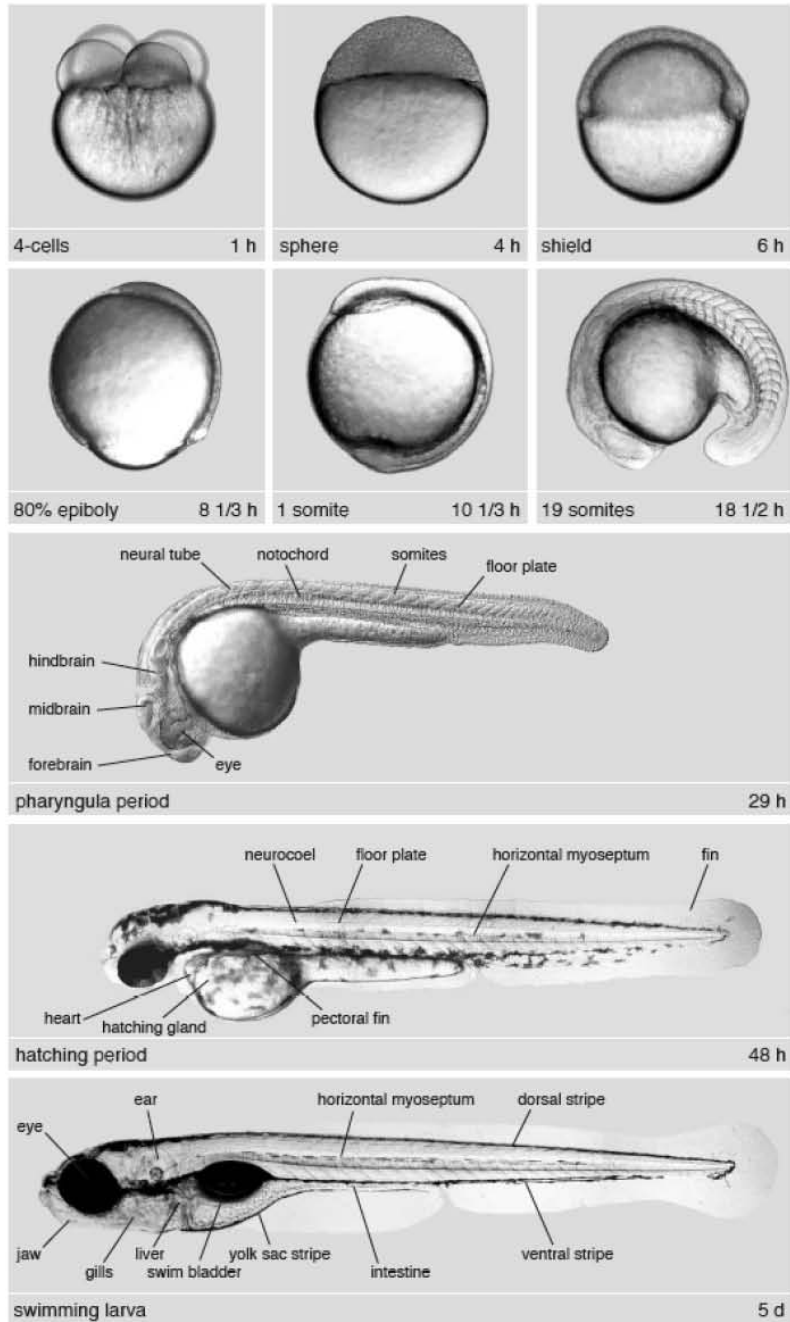 4-cells 1 h
sphere 4 h
shield 6 h
80% epiboly 8 1/3 h
1 somite 10 1/3 h
19 somites 18 1/2 h
neural tube
notochord
somites
floor plate
hindbrain
midbrain
forebrain
eye
pharyngula period 29 h
neurocoel
floor plate
horizontal myoseptum
fin
heart
hatching gland
pectoral fin
hatching period 48 h
ear
horizontal myoseptum
dorsal stripe
eye
jaw
gills
liver
swim bladder
yolk sac stripe
intestine
ventral stripe
swimming larva 5 d